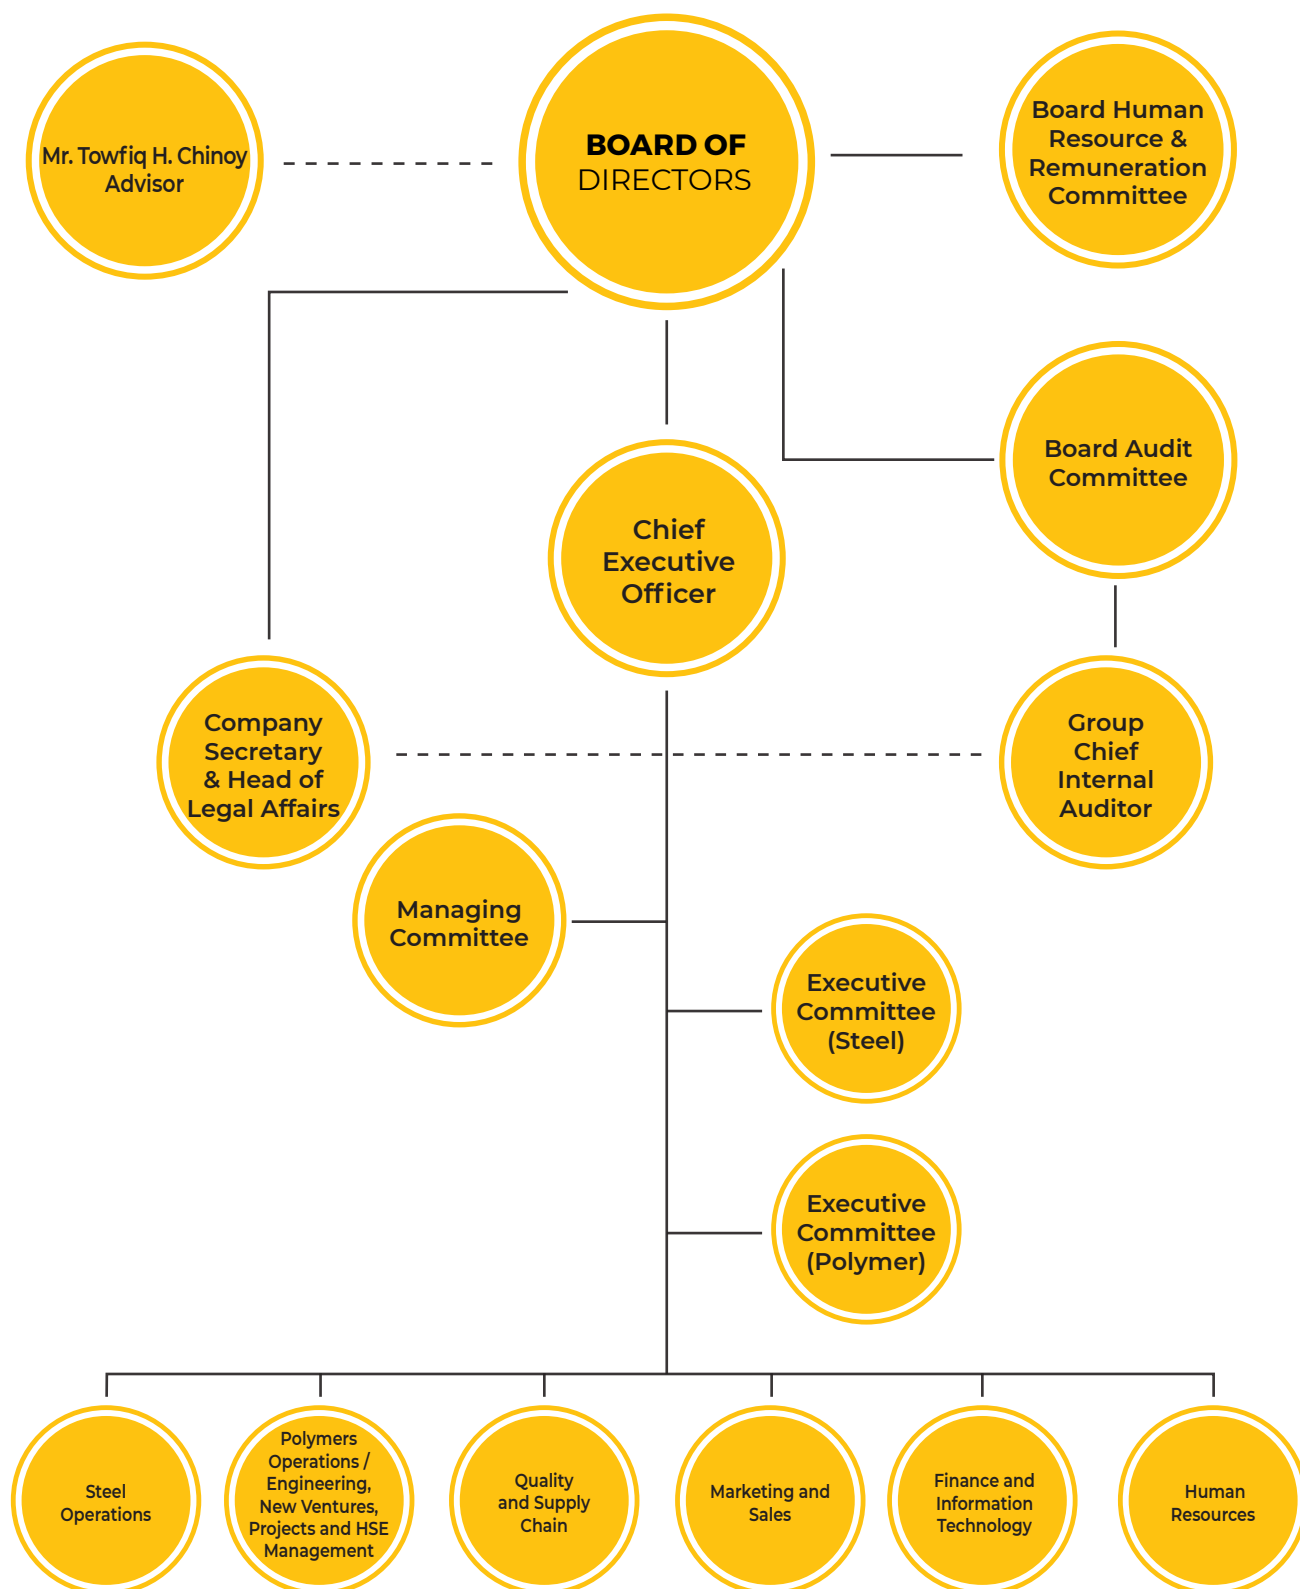 Mr. Towfiq H. Chinoy
Advisor
BOARD OF
DIRECTORS
Board Human
Resource &
Remuneration
Committee
Board Audit
Committee
Chief
Executive
Officer
Company
Secretary
& Head of
Legal Affairs
Group
Chief
Internal
Auditor
Managing
Committee
Executive
Committee
(Steel)
Executive
Committee
(Polymer)
Steel
Operations
Polymers
Operations /
Engineering,
New Ventures,
Projects and HSE
Management
Quality
and Supply
Chain
Marketing and
Sales
Finance and
Information
Technology
Human
Resources